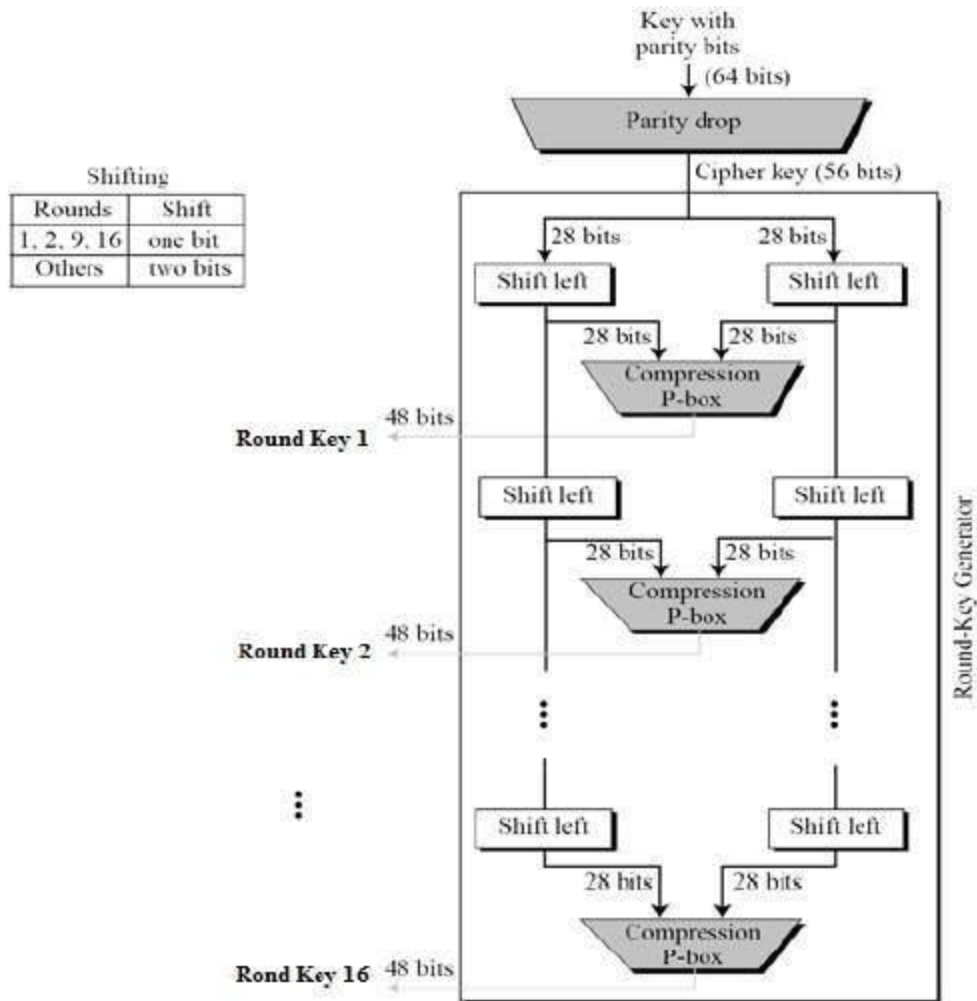 Key with
parity bits
(64 bits)
Parity drop
Cipher key (56 bits)
Shifting
Rounds Shift
1, 2, 9, 16 one bit
Others two bits
28 bits 28 bits
Shift left Shift left
28 bits 28 bits
Compression
P-box
48 bits
Round Key 1
Shift left Shift left
28 bits 28 bits
Compression
P-box
48 bits
Round Key 2
Round-Key Generator
Shift left Shift left
28 bits 28 bits
Compression
P-box
48 bits
Rond Key 16